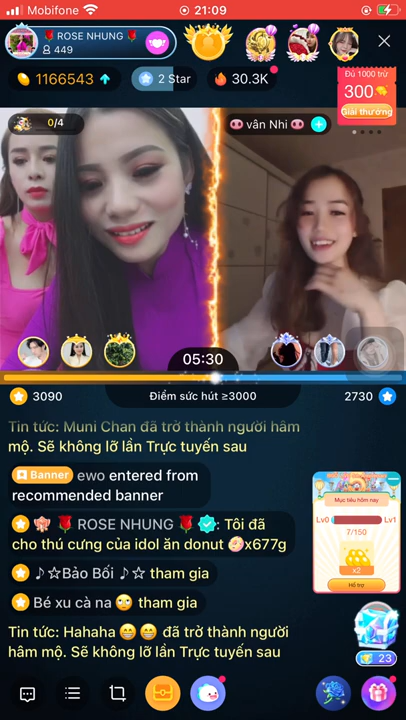 Mobifone 21:09
🌹 ROSE NHUNG 🌹
449
1166543
2 Star
30.3K
Đủ 1000 trừ
300
Giải thưởng
0/4
🐽 vân Nhi 🐽
05:30
3090
Điểm sức hút ≥3000
2730
Tin tức: Muni Chan đã trở thành người hâm
mộ. Sẽ không lỡ lần Trực tuyến sau
Banner ewo entered from
recommended banner
🌹 ROSE NHUNG 🌹: Tôi đã
cho thú cưng của idol ăn donut 🍩x677g
♪☆Bảo Bối ♪☆ tham gia
Bé xu cà na 🙄 tham gia
Tin tức: Hahaha 😁😁 đã trở thành người
hâm mộ. Sẽ không lỡ lần Trực tuyến sau
Mục tiêu hôm nay
Lv0 Lv1
7/150
x2
Hỗ trợ
23